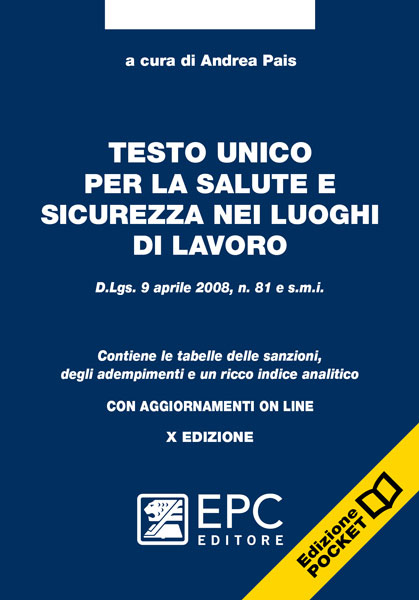 a cura di Andrea Pais
TESTO UNICO
PER LA SALUTE E
SICUREZZA NEI LUOGHI
DI LAVORO
D.Lgs. 9 aprile 2008, n. 81 e s.m.i.
Contiene le tabelle delle sanzioni,
degli adempimenti e un ricco indice analitico
CON AGGIORNAMENTI ON LINE
X EDIZIONE
EPC
EDITORE
Edizione
POCKET